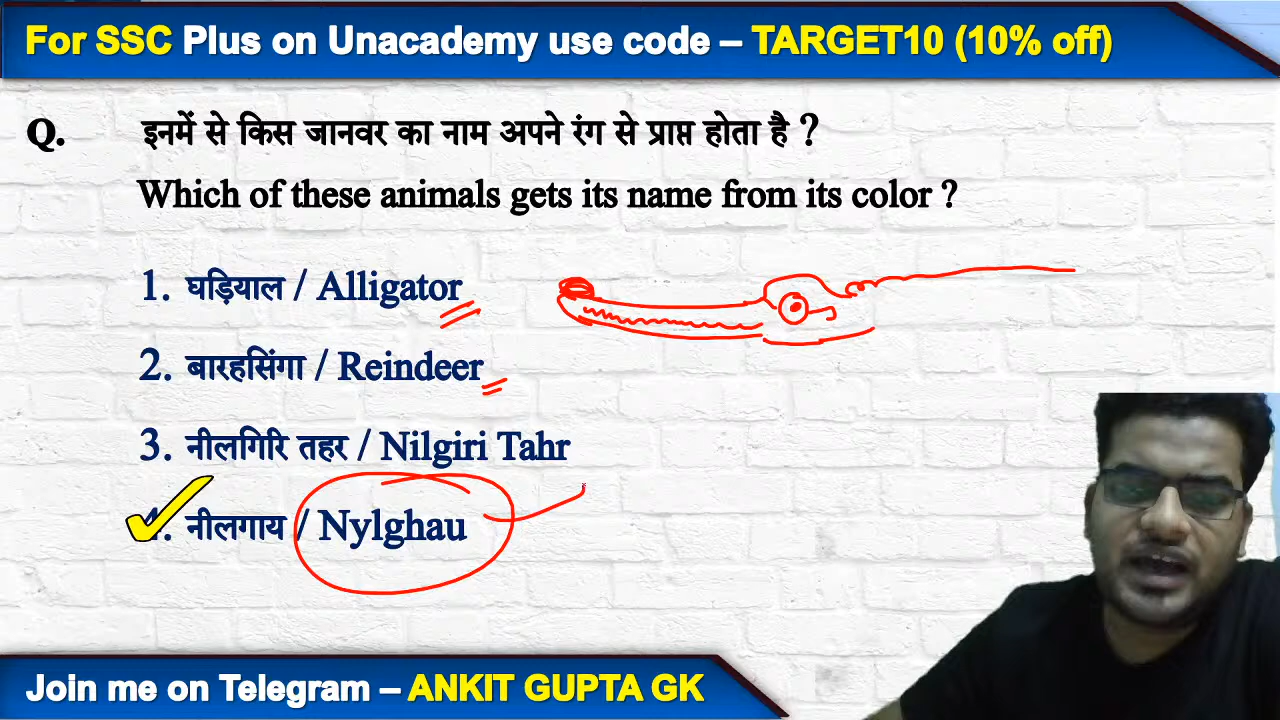 For SSC Plus on Unacademy use code – TARGET10 (10% off)
Q. इनमें से किस जानवर का नाम अपने रंग से प्राप्त होता है ?
Which of these animals gets its name from its color ?
1. घड़ियाल / Alligator
2. बारहसिंगा / Reindeer
3. नीलगिरि तहर / Nilgiri Tahr
4. नीलगाय / Nylghau
Join me on Telegram – ANKIT GUPTA GK